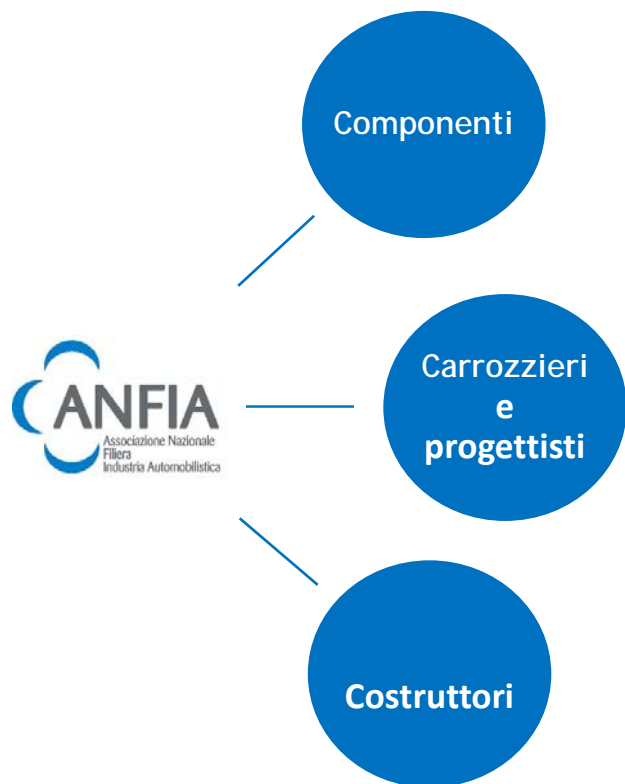 Componenti
ANFIA
Associazione Nazionale
Filiera
Industria Automobilistica
Carrozzieri
e
progettisti
Costruttori